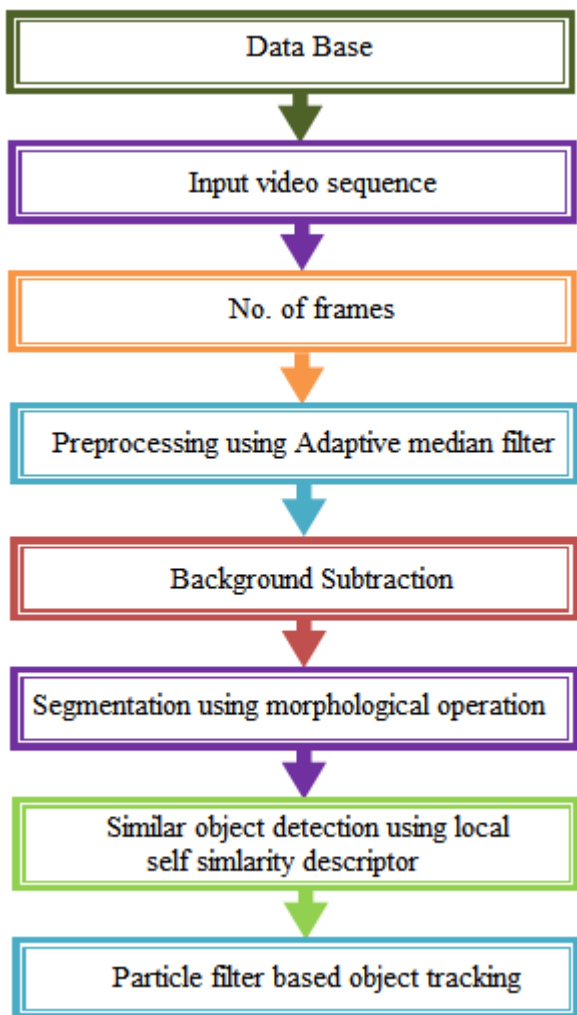 Data Base
Input video sequence
No. of frames
Preprocessing using Adaptive median filter
Background Subtraction
Segmentation using morphological operation
Similar object detection using local
self simlarity descriptor
Particle filter based object tracking